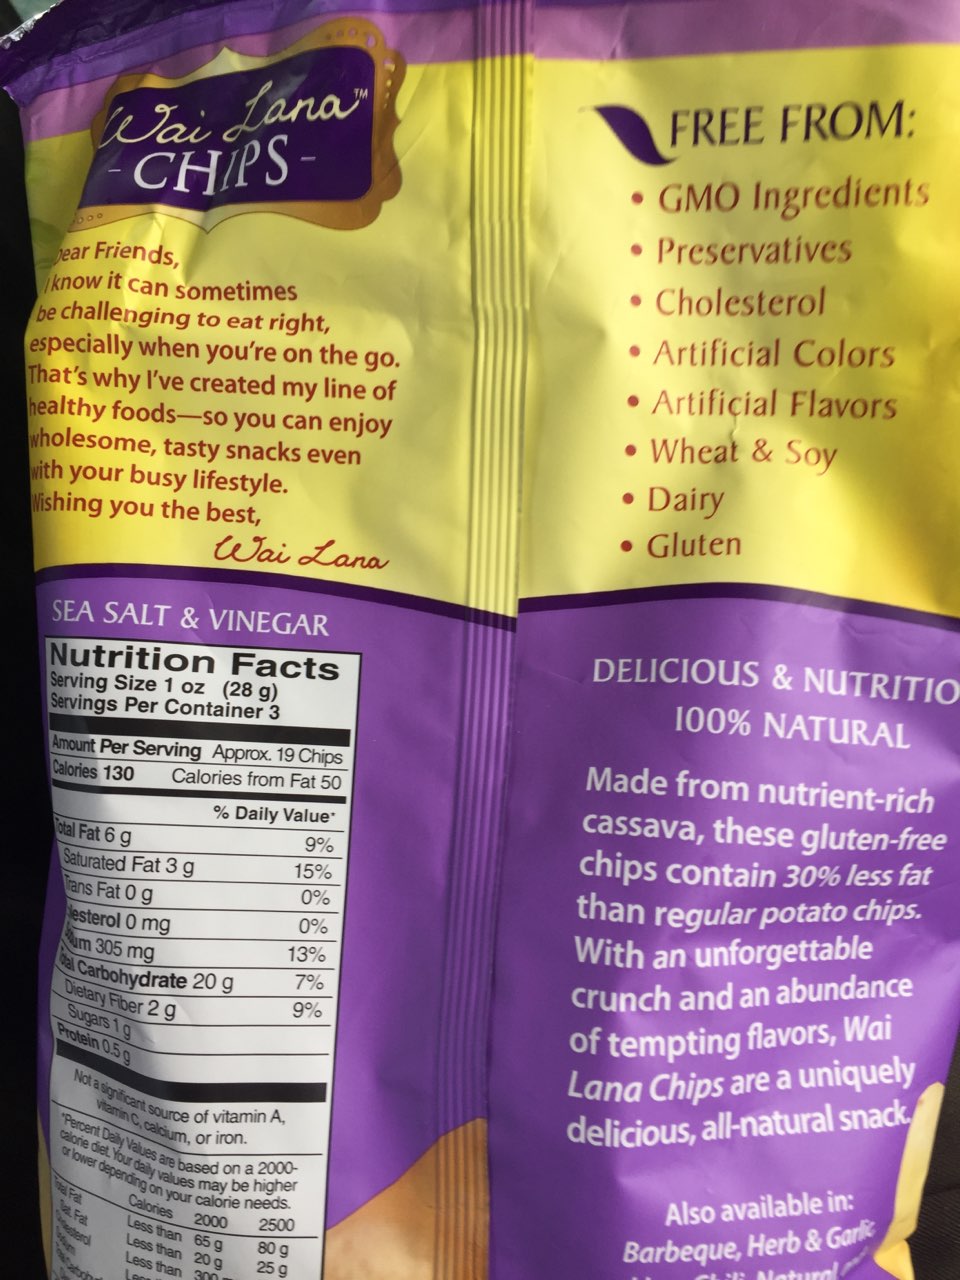 Wai Lana™
- CHIPS -
Dear Friends,
I know it can sometimes
be challenging to eat right,
especially when you're on the go.
That's why I've created my line of
healthy foods—so you can enjoy
wholesome, tasty snacks even
with your busy lifestyle.
Wishing you the best,
Wai Lana
SEA SALT & VINEGAR
Nutrition Facts
Serving Size 1 oz (28 g)
Servings Per Container 3
Amount Per Serving Approx. 19 Chips
Calories 130 Calories from Fat 50
% Daily Value*
Total Fat 6 g 9%
Saturated Fat 3 g 15%
Trans Fat 0 g 0%
lesterol 0 mg 0%
ium 305 mg 13%
Total Carbohydrate 20 g 7%
Dietary Fiber 2 g 9%
Sugars 1 g
Protein 0.5 g
Not a significant source of vitamin A,
vitamin C, calcium, or iron.
*Percent Daily Values are based on a 2000-
calorie diet. Your daily values may be higher
or lower depending on your calorie needs.
Calories 2000 2500
Total Fat Less than 65 g 80 g
Sat. Fat Less than 20 g 25 g
Less than 300
FREE FROM:
• GMO Ingredients
• Preservatives
• Cholesterol
• Artificial Colors
• Artificial Flavors
• Wheat & Soy
• Dairy
• Gluten
DELICIOUS & NUTRITIO
100% NATURAL
Made from nutrient-rich
cassava, these gluten-free
chips contain 30% less fat
than regular potato chips.
With an unforgettable
crunch and an abundance
of tempting flavors, Wai
Lana Chips are a uniquely
delicious, all-natural snack.
Also available in:
Barbeque, Herb & Garlic